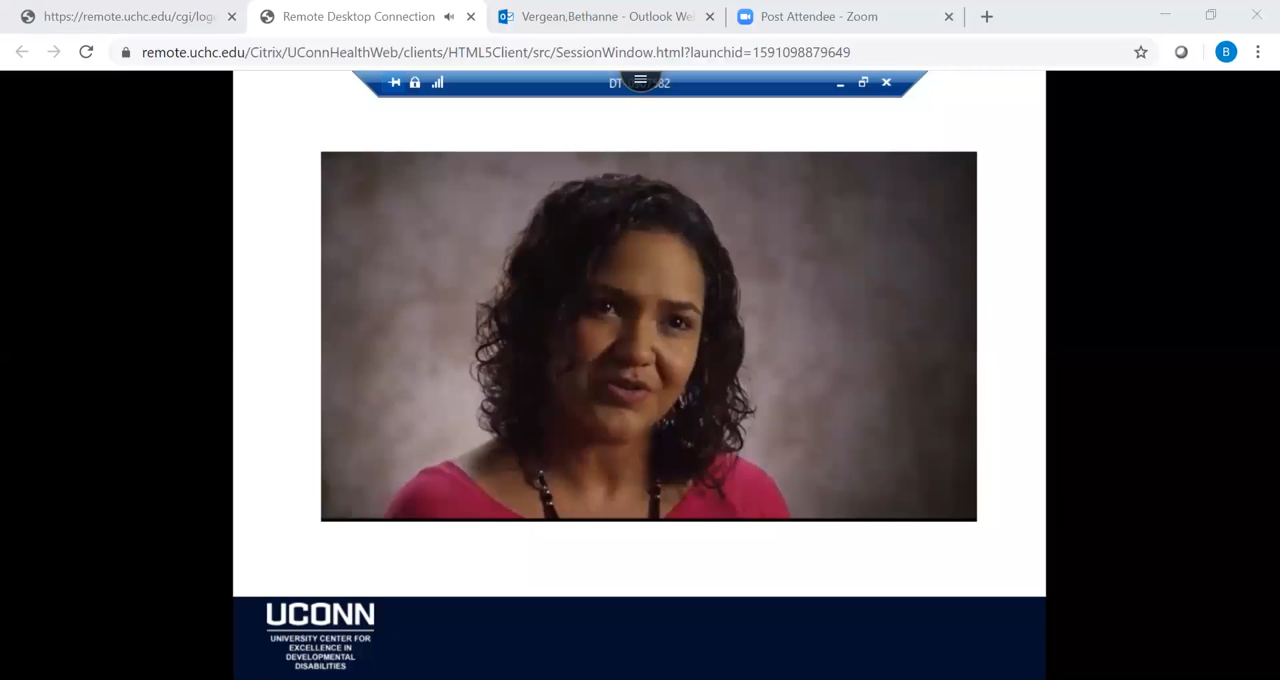 https://remote.uchc.edu/cgi/log
Remote Desktop Connection
Vergean,Bethanne - Outlook We
Post Attendee - Zoom
remote.uchc.edu/Citrix/UConnHealthWeb/clients/HTML5Client/src/SessionWindow.html?launchid=1591098879649
B
UCONN
UNIVERSITY CENTER FOR
EXCELLENCE IN
DEVELOPMENTAL
DISABILITIES